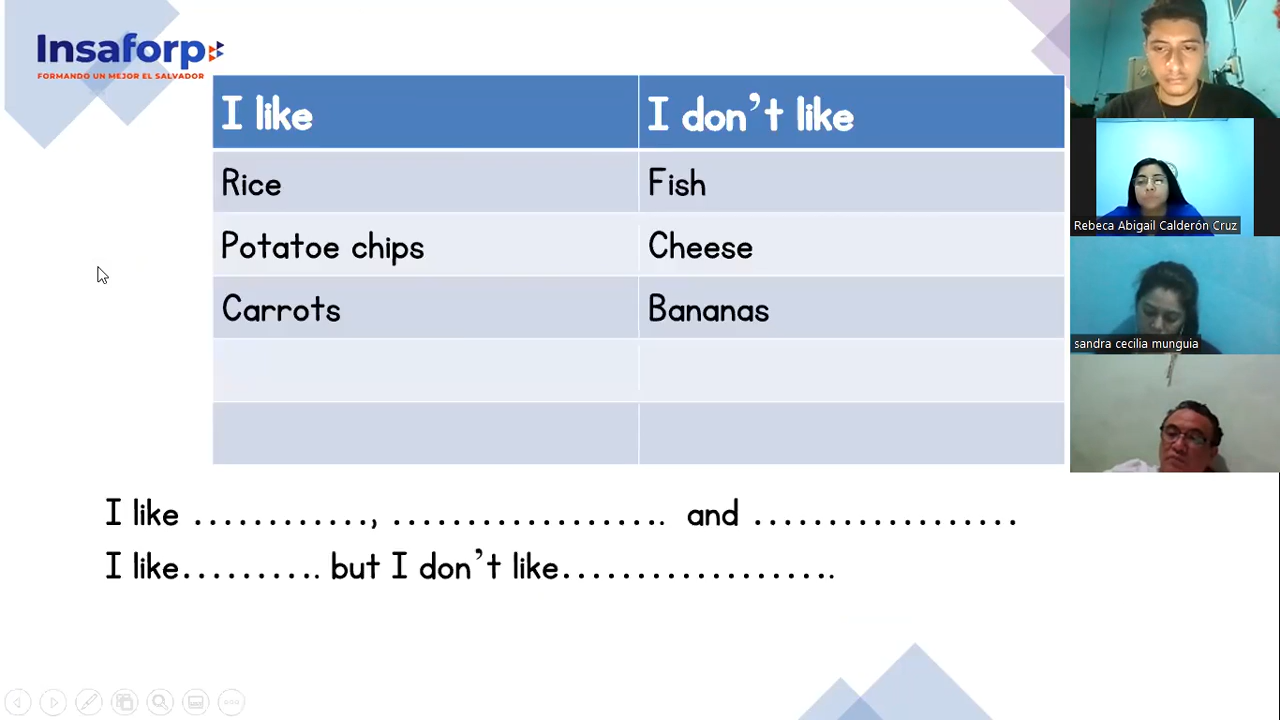 Insaforp
FORMANDO UN MEJOR EL SALVADOR
I like I don't like
Rice Fish
Potatoe chips Cheese
Carrots Bananas
I like …………, ………………. and ………………
I like………. but I don't like……………….
Rebeca Abigail Calderón Cruz
sandra cecilia munguia